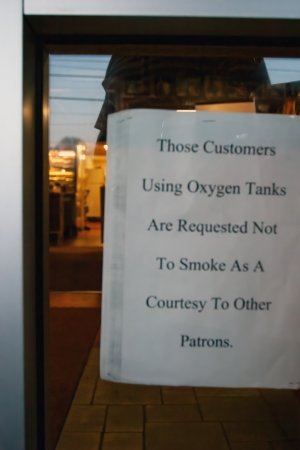 Those Customers
Using Oxygen Tanks
Are Requested Not
To Smoke As A
Courtesy To Other
Patrons.